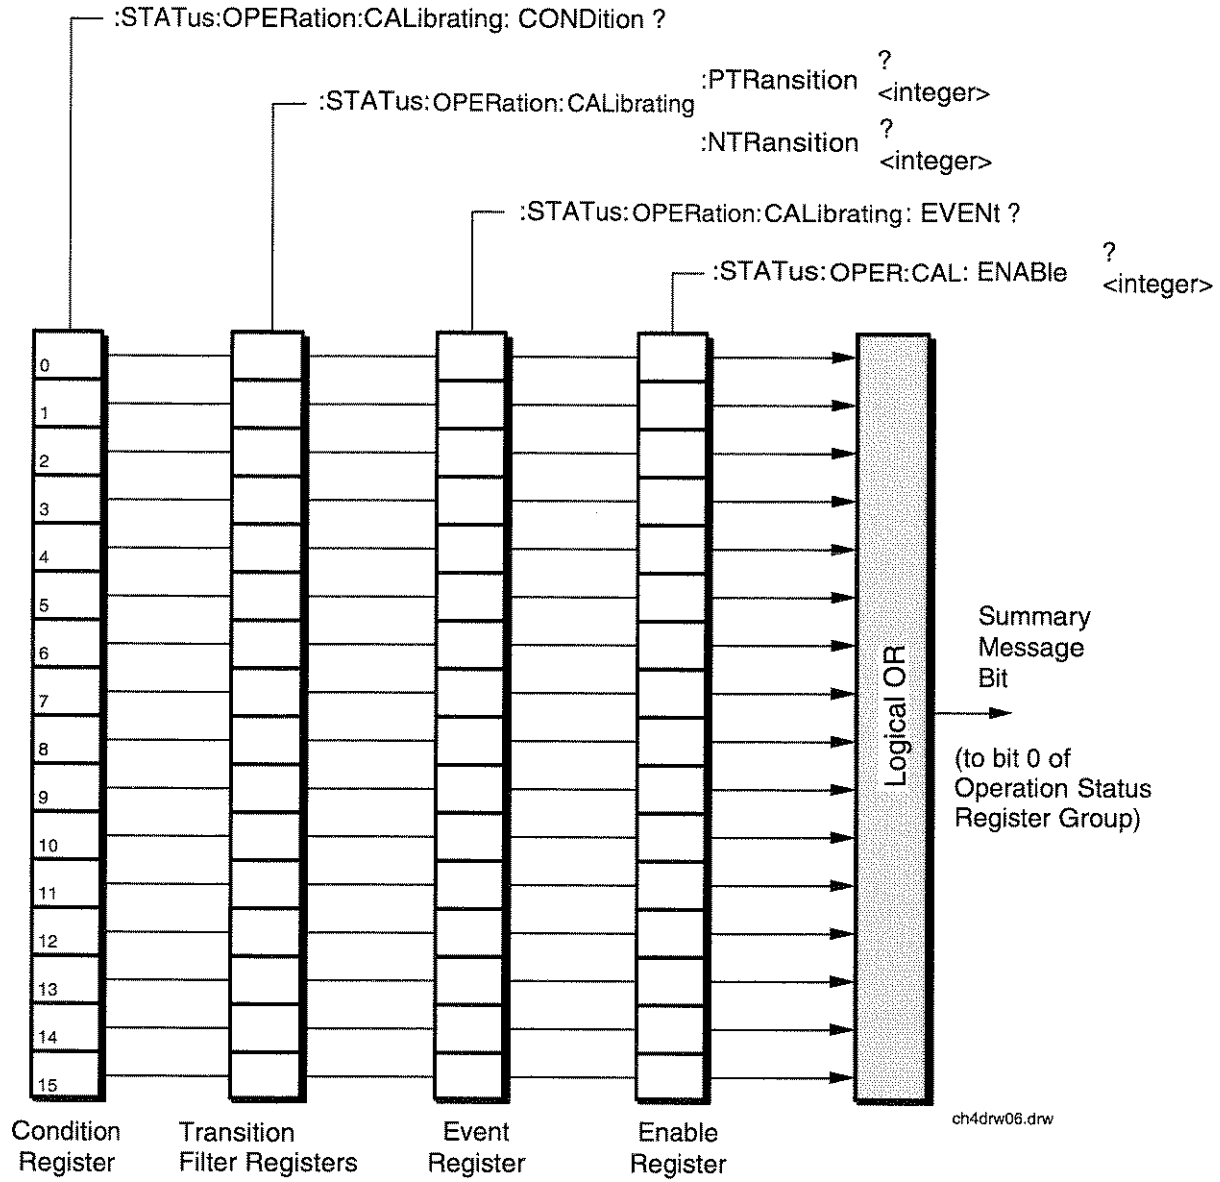 :STATus:OPERation:CALibrating: CONDition ?
:STATus:OPERation:CALibrating
:PTRansition
?
<integer>
:NTRansition
?
<integer>
:STATus:OPERation:CALibrating: EVENt ?
:STATus:OPER:CAL: ENABle
?
<integer>
0
1
2
3
4
5
6
7
8
9
10
11
12
13
14
15
Logical OR
Summary
Message
Bit
(to bit 0 of
Operation Status
Register Group)
ch4drw06.drw
Condition
Register
Transition
Filter Registers
Event
Register
Enable
Register